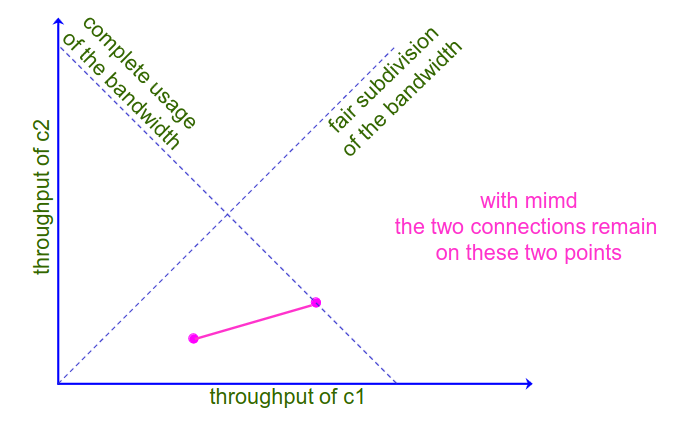 complete usage
of the bandwidth
fair subdivision
of the bandwidth
throughput of c2
with mimd
the two connections remain
on these two points
throughput of c1